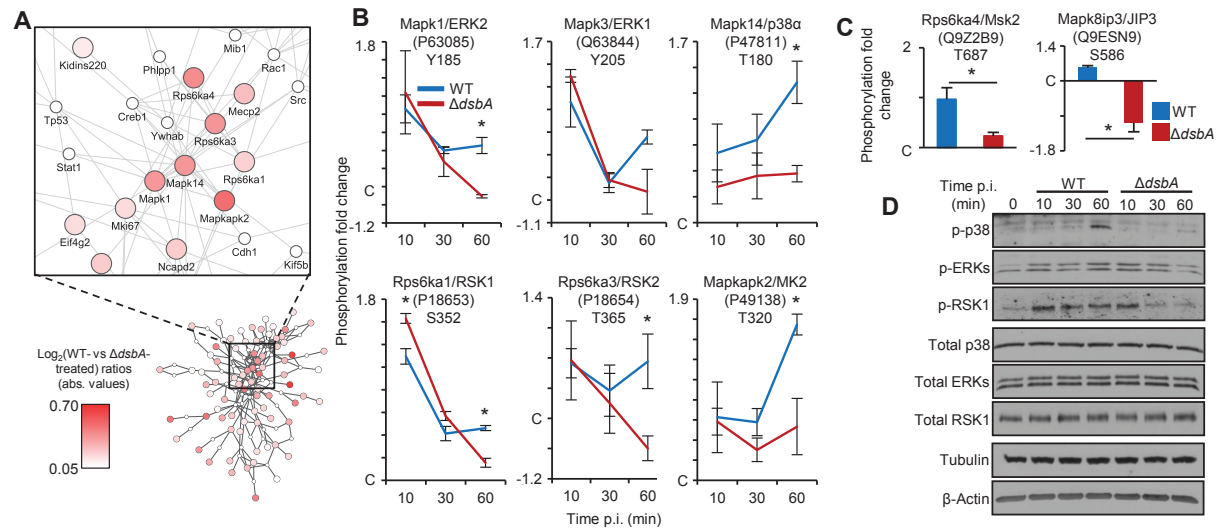 A
Kidins220
Mib1
Phlpp1
Rac1
Rps6ka4
Mecp2
Src
Tp53
Creb1
Ywhab
Rps6ka3
Stat1
Mapk14
Rps6ka1
Mapk1
Mapkapk2
Mki67
Eif4g2
Cdh1
Ncapd2
Kif5b
Log2(WT- vs ΔdsbA-
treated) ratios
(abs. values)
0.70
0.05
B
Phosphorylation fold change
Mapk1/ERK2
(P63085)
Y185
1.8
WT
ΔdsbA
*
C
-1.2
10 30 60
Mapk3/ERK1
(Q63844)
Y205
1.7
C
-1.1
10 30 60
Mapk14/p38α
(P47811)
T180
1.7
*
C
10 30 60
Rps6ka1/RSK1
(P18653)
S352
1.8
*
*
C
10 30 60
Rps6ka3/RSK2
(P18654)
T365
1.4
*
C
-1.2
10 30 60
Mapkapk2/MK2
(P49138)
T320
1.9
*
C
10 30 60
Time p.i. (min)
C
Phosphorylation fold
change
Rps6ka4/Msk2
(Q9Z2B9)
T687
2
*
C
Mapk8ip3/JIP3
(Q9ESN9)
S586
1.4
C
*
-1.8
WT
ΔdsbA
D
Time p.i.
(min)
WT
ΔdsbA
0 10 30 60 10 30 60
p-p38
p-ERKs
p-RSK1
Total p38
Total ERKs
Total RSK1
Tubulin
β-Actin